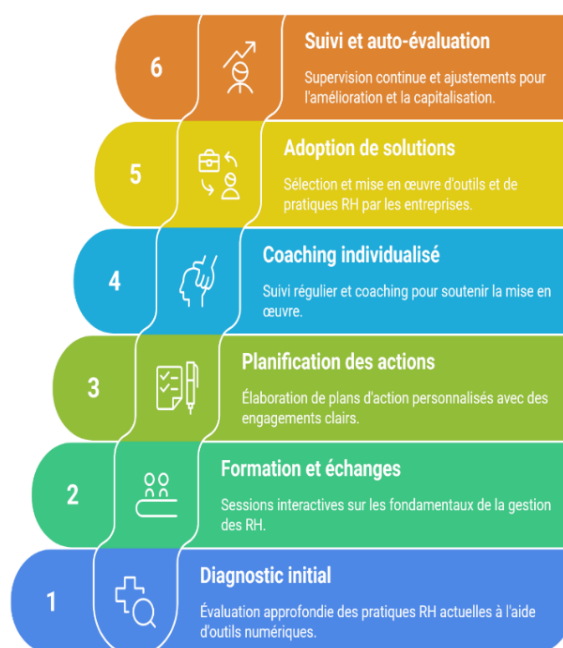 6
Suivi et auto-évaluation
Supervision continue et ajustements pour
l'amélioration et la capitalisation.
5
Adoption de solutions
Sélection et mise en œuvre d'outils et de
pratiques RH par les entreprises.
4
Coaching individualisé
Suivi régulier et coaching pour soutenir la mise en
œuvre.
3
Planification des actions
Élaboration de plans d'action personnalisés avec des
engagements clairs.
2
Formation et échanges
Sessions interactives sur les fondamentaux de la gestion
des RH.
1
Diagnostic initial
Évaluation approfondie des pratiques RH actuelles à l'aide
d'outils numériques.